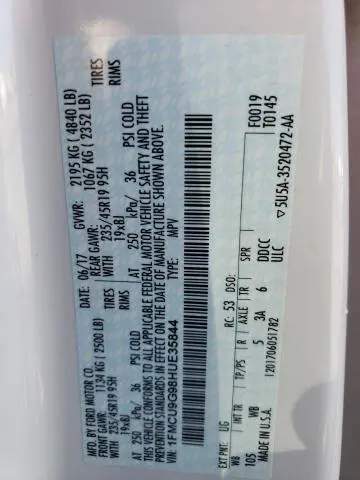 MFD. BY FORD MOTOR CO.
DATE: 06/17
GVWR: 2195 KG ( 4840 LB)
FRONT GAWR: 1134 KG ( 2500 LB)
REAR GAWR: 1067 KG ( 2352 LB)
WITH 235/45R19 95H TIRES
WITH 235/45R19 95H TIRES
19x8J RIMS
19x8J RIMS
AT 250 kPa/ 36 PSI COLD
AT 250 kPa/ 36 PSI COLD
THIS VEHICLE CONFORMS TO ALL APPLICABLE FEDERAL MOTOR VEHICLE SAFETY AND THEFT
PREVENTION STANDARDS IN EFFECT ON THE DATE OF MANUFACTURE SHOWN ABOVE.
VIN: 1FMCU9G98HUE35844
TYPE: MPV
F0019
T0145
EXT PNT: UG RC: 53 DSO:
WB INT TR TP/PS R AXLE TR SPR
105 WB 5 3A 6 DDCC
ULC
MADE IN U.S.A.
1201706051782
▽5U5A-3520472-AA